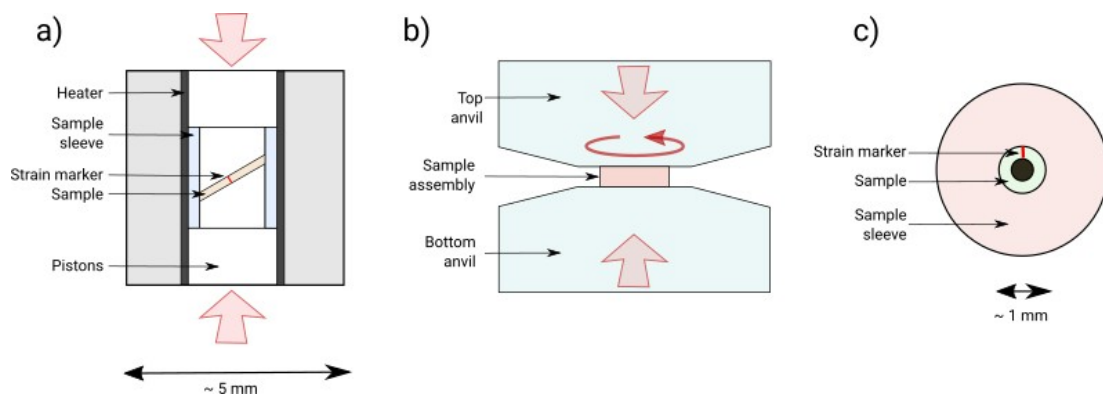 a)
Heater
Sample
sleeve
Strain marker
Sample
Pistons
~ 5 mm
b)
Top
anvil
Sample
assembly
Bottom
anvil
c)
Strain marker
Sample
Sample
sleeve
~ 1 mm